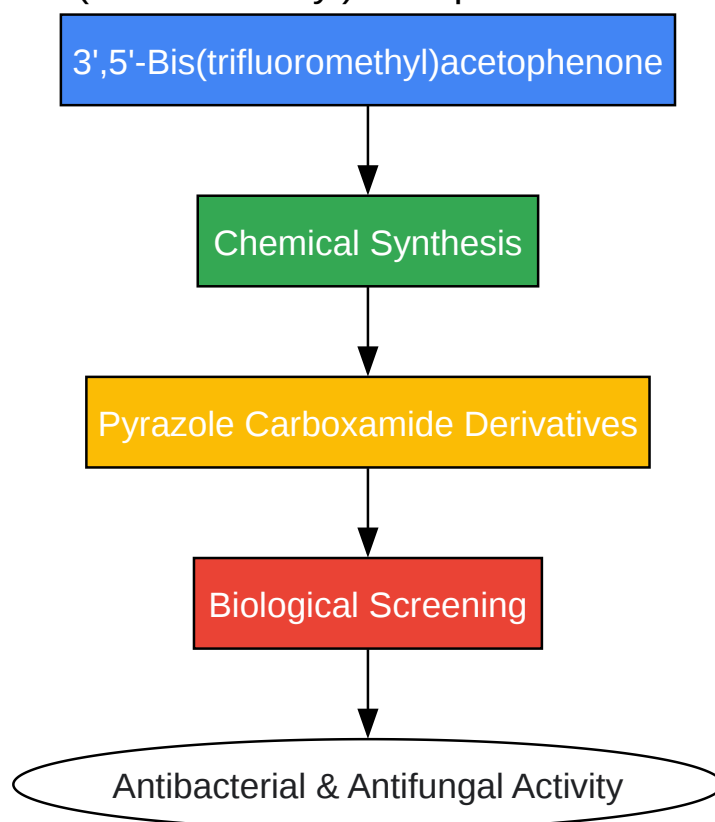 3',5'-Bis(trifluoromethyl)acetophenone
Chemical Synthesis
Pyrazole Carboxamide Derivatives
Biological Screening
Antibacterial & Antifungal Activity